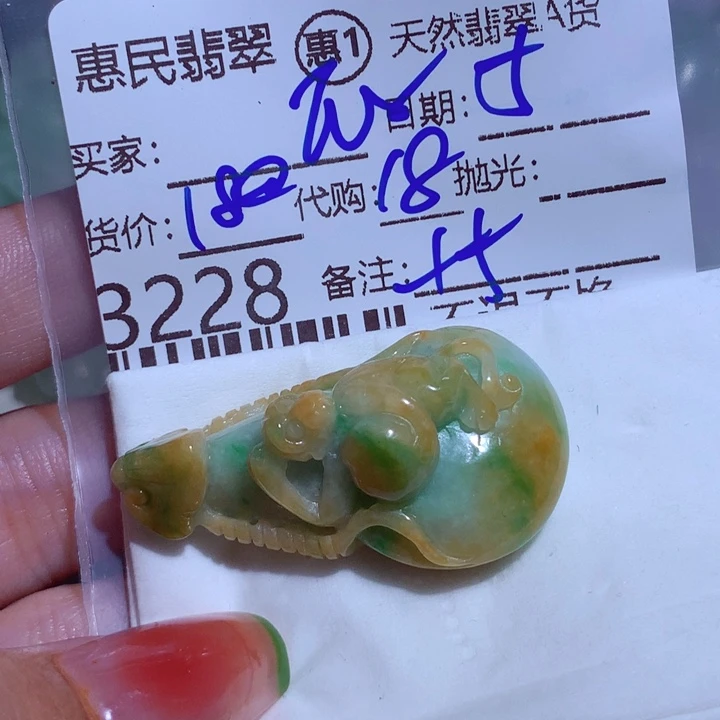 惠民翡翠 惠1 天然翡翠A货
买家: 日期:
货价: 180 代购: 18 抛光:
3228 备注: